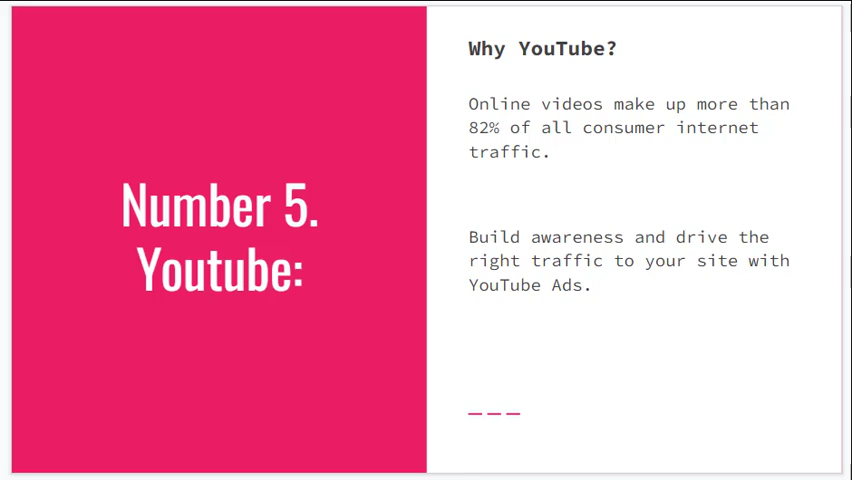 Number 5.
Youtube:
Why YouTube?
Online videos make up more than
82% of all consumer internet
traffic.
Build awareness and drive the
right traffic to your site with
YouTube Ads.